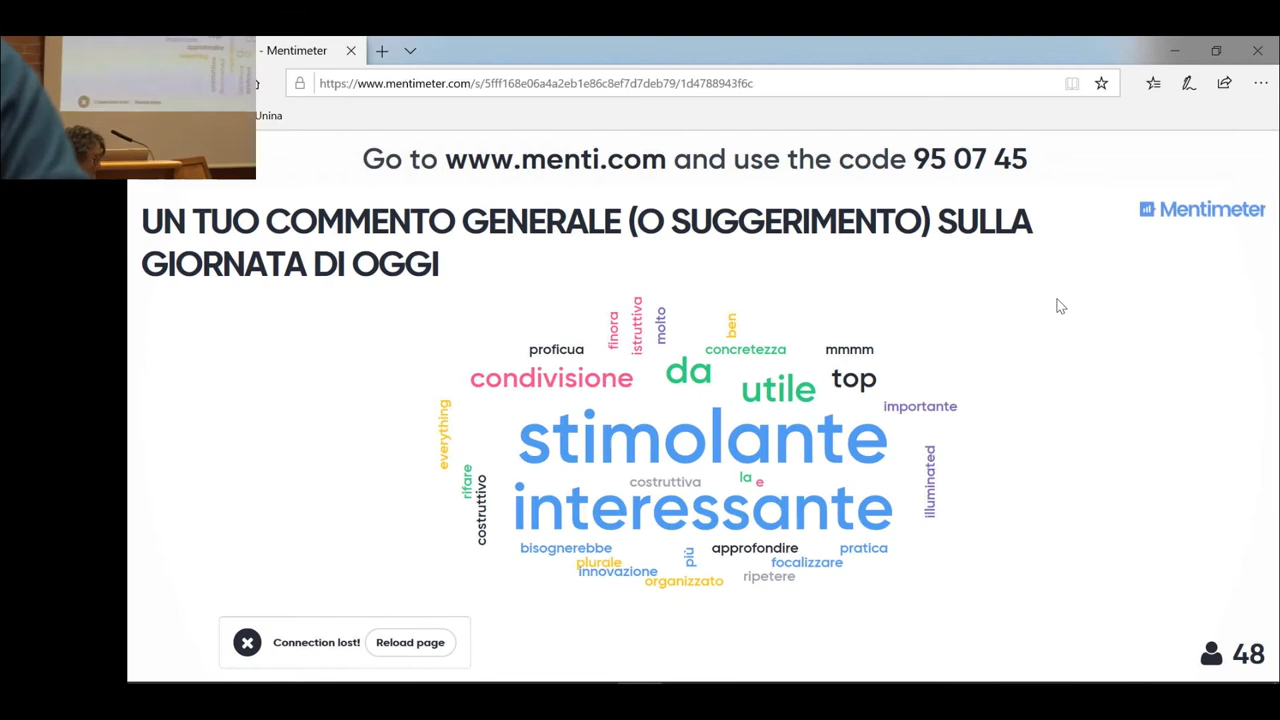 - Mentimeter
https://www.mentimeter.com/s/5fff168e06a4a2eb1e86c8ef7d7deb79/1d4788943f6c
Unina
Go to www.menti.com and use the code 95 07 45
Mentimeter
UN TUO COMMENTO GENERALE (O SUGGERIMENTO) SULLA
GIORNATA DI OGGI
finora
istruttiva
molto
ben
proficua
concretezza
mmmm
condivisione
da
utile
top
importante
everything
stimolante
rifare
costruttivo
costruttiva
la
e
illuminated
interessante
bisognerebbe
più
approfondire
pratica
plurale
focalizzare
innovazione
organizzato
ripetere
Connection lost!
Reload page
48